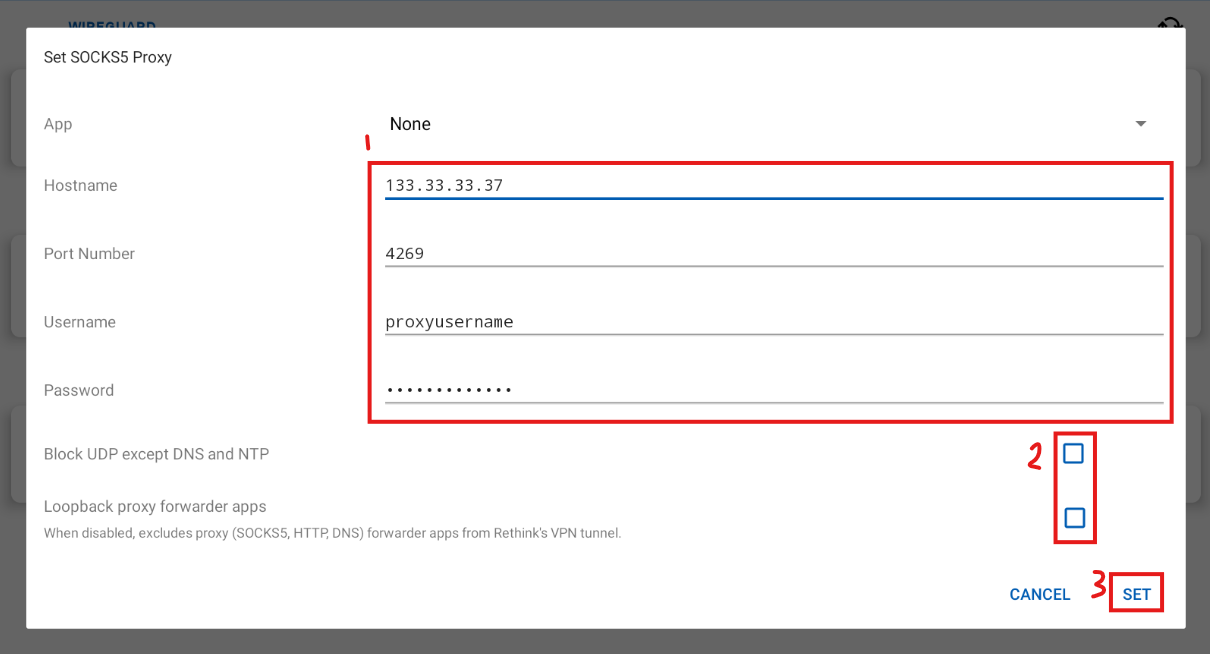 WIREGUARD
Set SOCKS5 Proxy
App None
1
Hostname 133.33.33.37
Port Number 4269
Username proxyusername
Password •••••••••••••
Block UDP except DNS and NTP 2
Loopback proxy forwarder apps
When disabled, excludes proxy (SOCKS5, HTTP, DNS) forwarder apps from Rethink's VPN tunnel.
CANCEL 3 SET